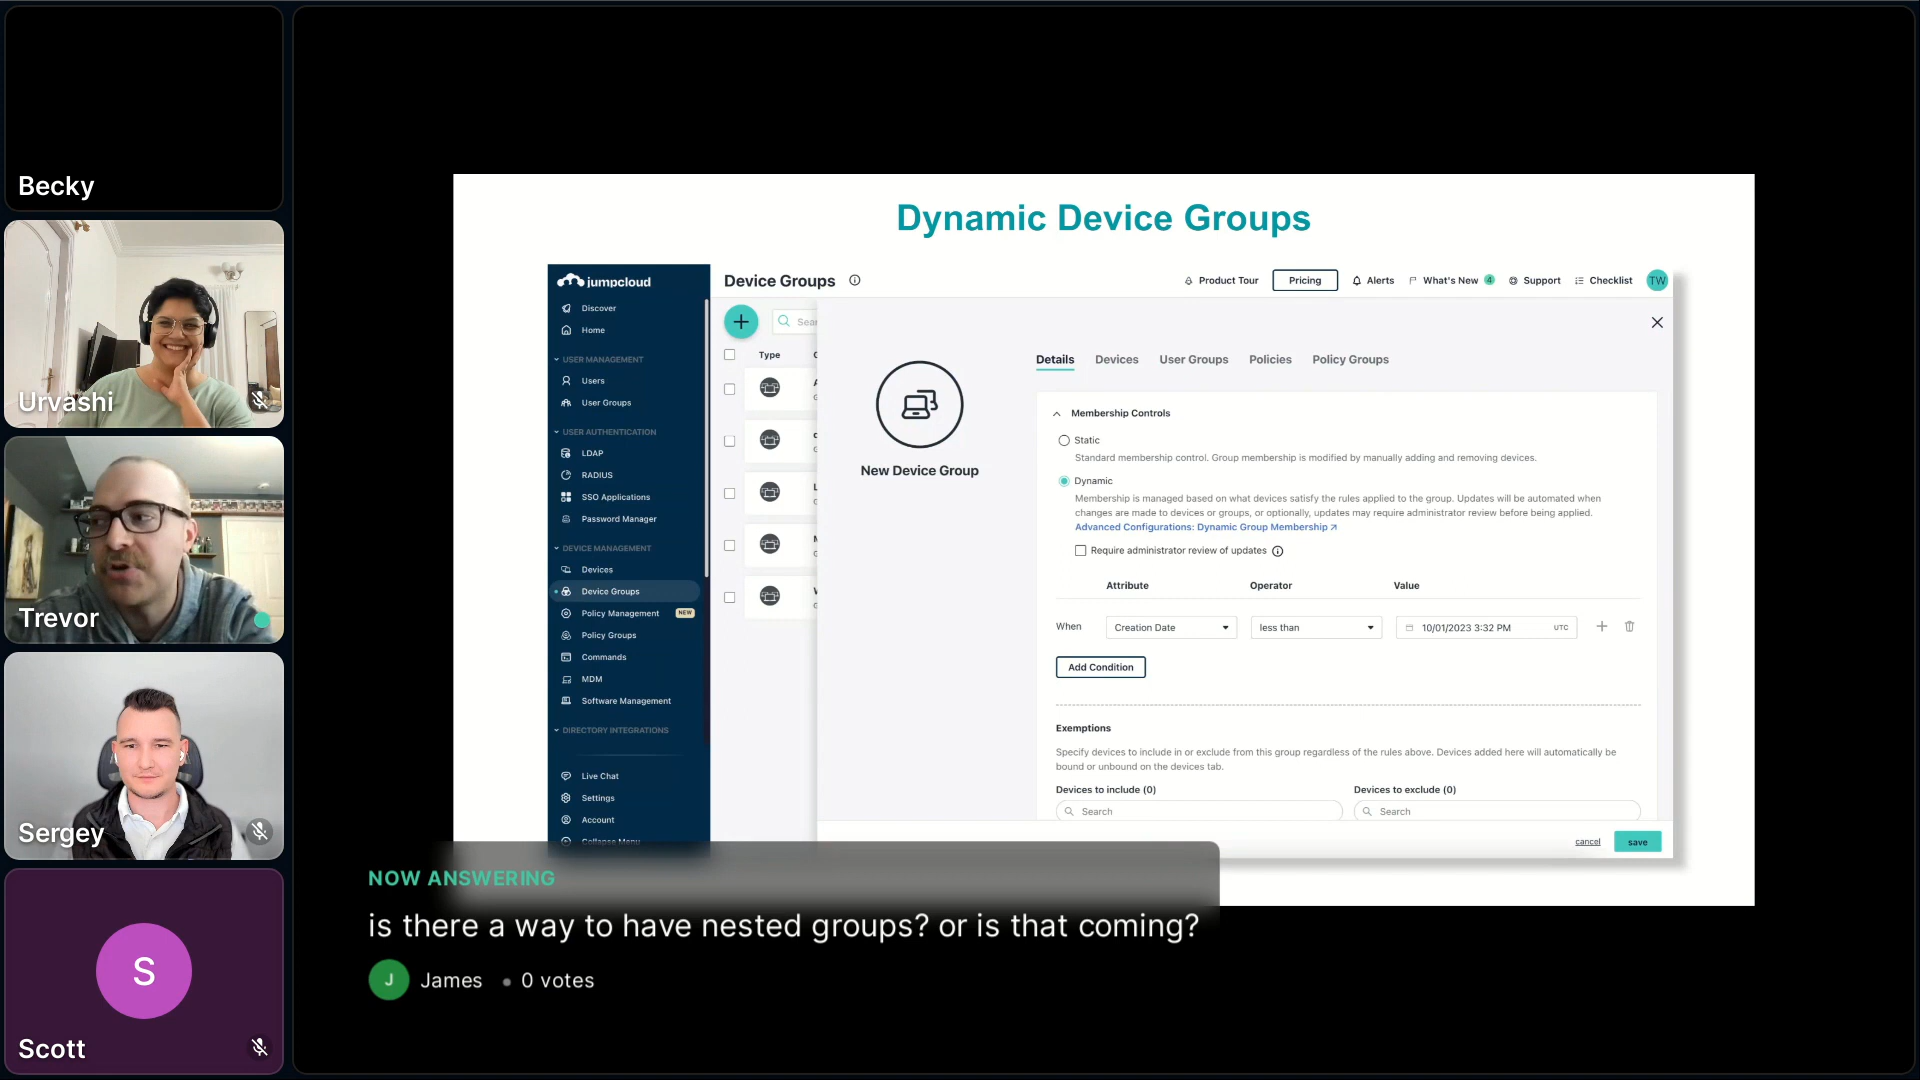 Becky
Urvashi
Trevor
Sergey
S
Scott
Dynamic Device Groups
jumpcloud
Discover
Home
USER MANAGEMENT
Users
User Groups
USER AUTHENTICATION
LDAP
RADIUS
SSO Applications
Password Manager
DEVICE MANAGEMENT
Devices
Device Groups
Policy Management NEW
Policy Groups
Commands
MDM
Software Management
DIRECTORY INTEGRATIONS
Live Chat
Settings
Account
Collapse Menu
Device Groups
Product Tour Pricing Alerts What's New 4 Support Checklist TW
Type
New Device Group
Details Devices User Groups Policies Policy Groups
Membership Controls
Static
Standard membership control. Group membership is modified by manually adding and removing devices.
Dynamic
Membership is managed based on what devices satisfy the rules applied to the group. Updates will be automated when
changes are made to devices or groups, or optionally, updates may require administrator review before being applied.
Advanced Configurations: Dynamic Group Membership
Require administrator review of updates
Attribute Operator Value
When Creation Date less than 10/01/2023 3:32 PM UTC
Add Condition
Exemptions
Specify devices to include in or exclude from this group regardless of the rules above. Devices added here will automatically be
bound or unbound on the devices tab.
Devices to include (0) Devices to exclude (0)
Search Search
cancel save
NOW ANSWERING
is there a way to have nested groups? or is that coming?
J James • 0 votes